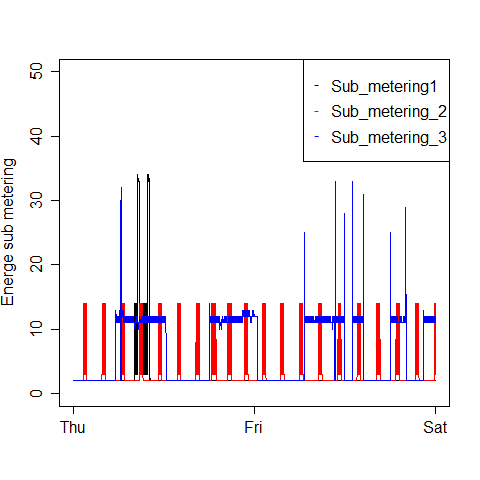 Sub_metering1
Sub_metering_2
Sub_metering_3
Energe sub metering
50
40
30
20
10
0
Thu Fri Sat